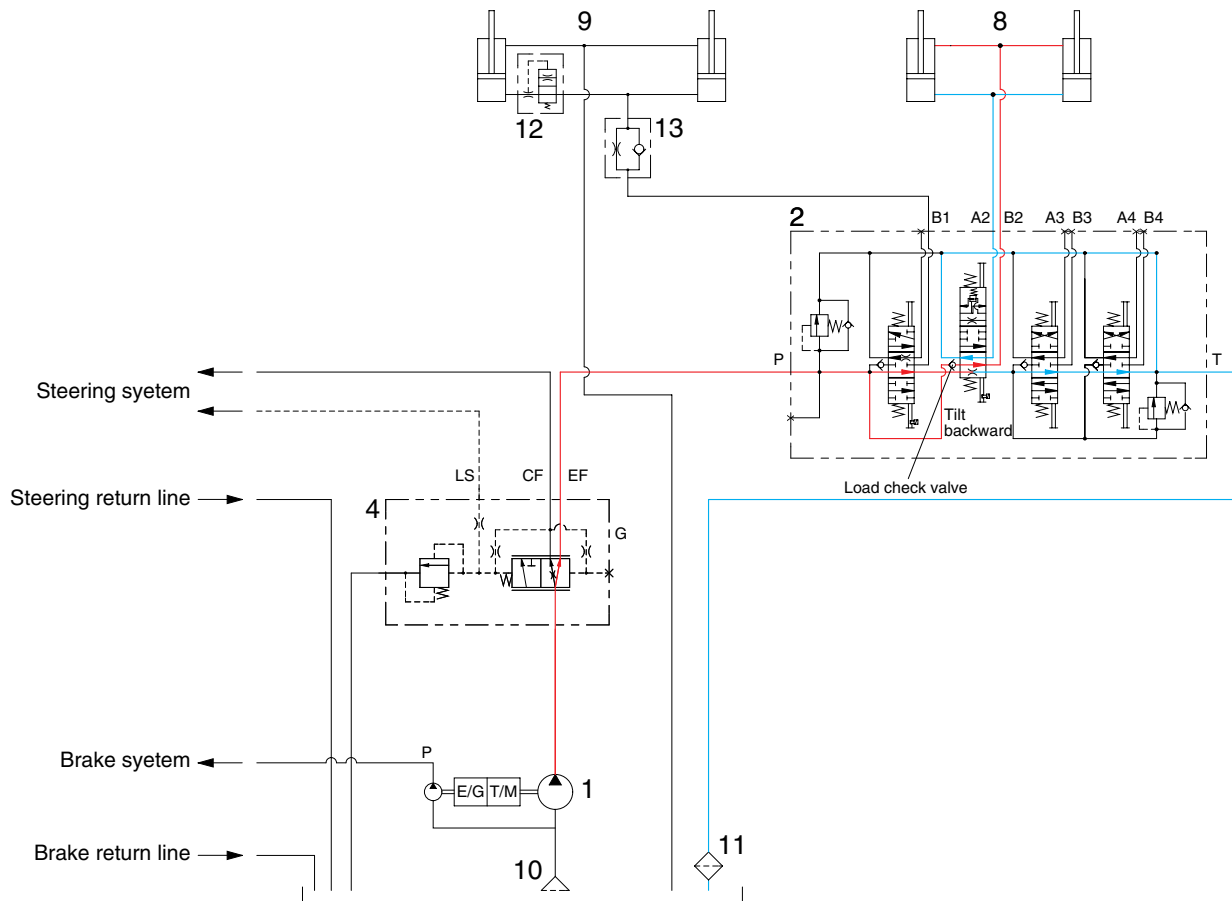 9
8
12
13
2
B1
A2
B2
A3
B3
A4
B4
P
T
Steering syetem
Tilt
backward
Load check valve
LS
CF
EF
Steering return line
4
G
Brake syetem
P
E/G
T/M
1
Brake return line
10
11